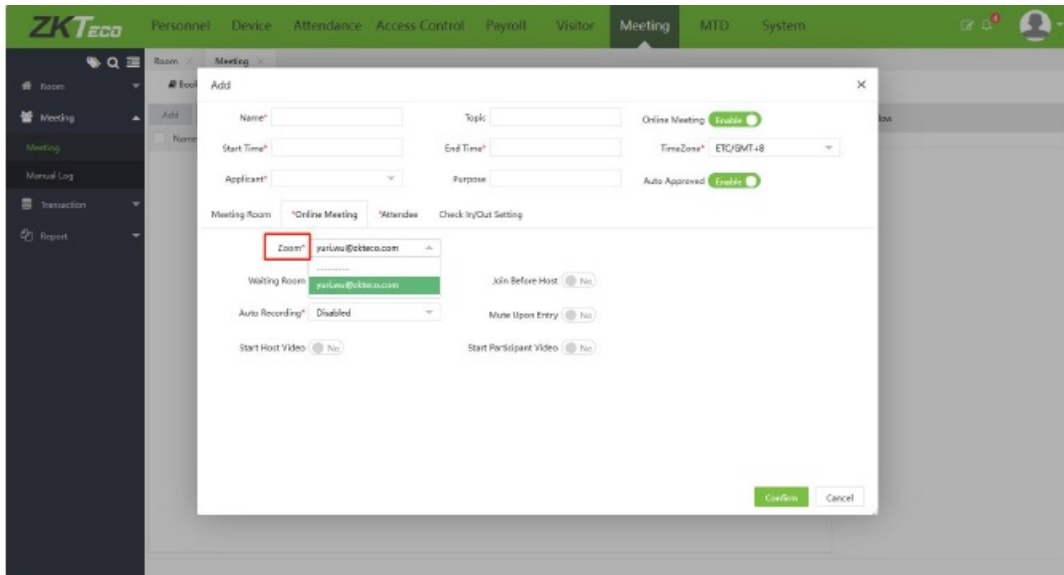 ZKTeco Personnel Device Attendance Access Control Payroll Visitor Meeting MTD System
Room Meeting
Room
Add
Meeting
Add
Name* Topic Online Meeting Enable
Name
Meeting
Start Time* End Time* TimeZone* ETC/GMT+8
Manual Log
Applicant* Purpose Auto Approved Enable
Transaction
Meeting Room *Online Meeting *Attendee Check In/Out Setting
Report
Zoom* yuri.wu@zkteco.com
----------
Waiting Room yuri.wu@zkteco.com Join Before Host No
Auto Recording* Disabled Mute Upon Entry No
Start Host Video No Start Participant Video No
Confirm Cancel